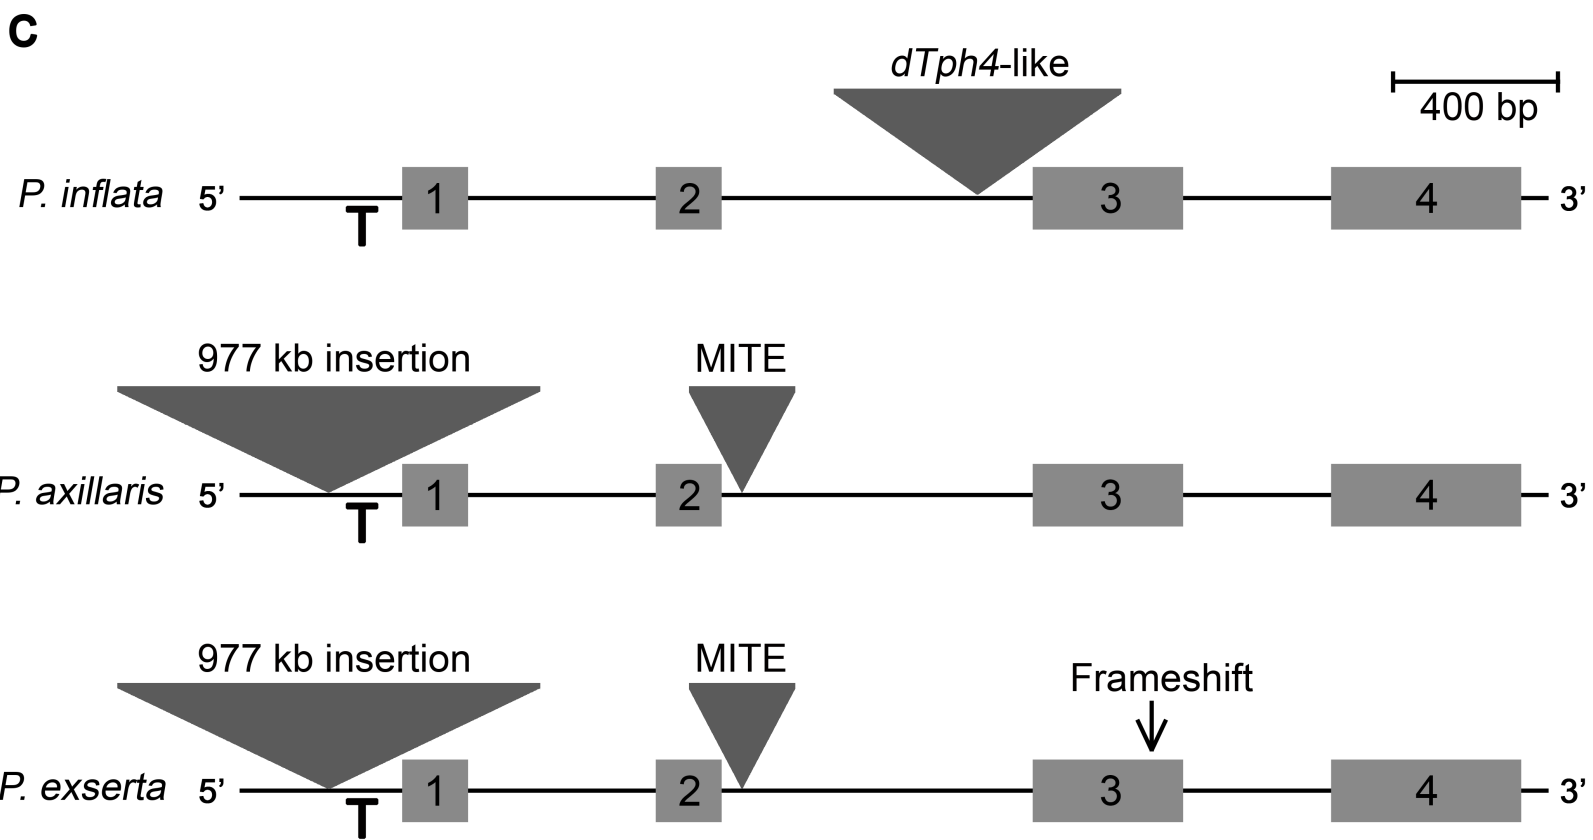 C
dTph4-like
400 bp
P. inflata 5’ 1 2 3 4 3’
T
977 kb insertion MITE
P. axillaris 5’ 1 2 3 4 3’
T
977 kb insertion MITE Frameshift
P. exserta 5’ 1 2 3 4 3’
T